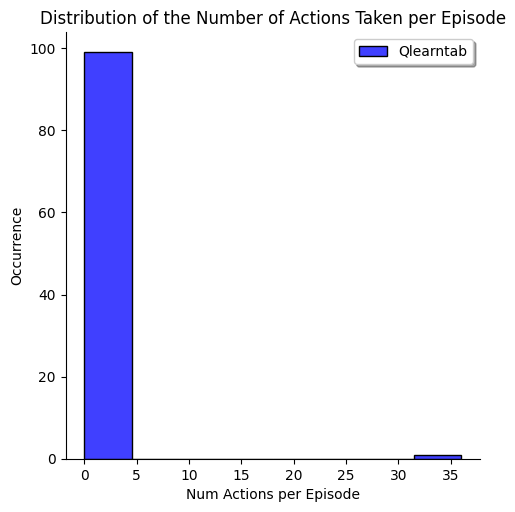 Distribution of the Number of Actions Taken per Episode
Qlearntab
100
80
60
40
20
0
Occurrence
0 5 10 15 20 25 30 35
Num Actions per Episode